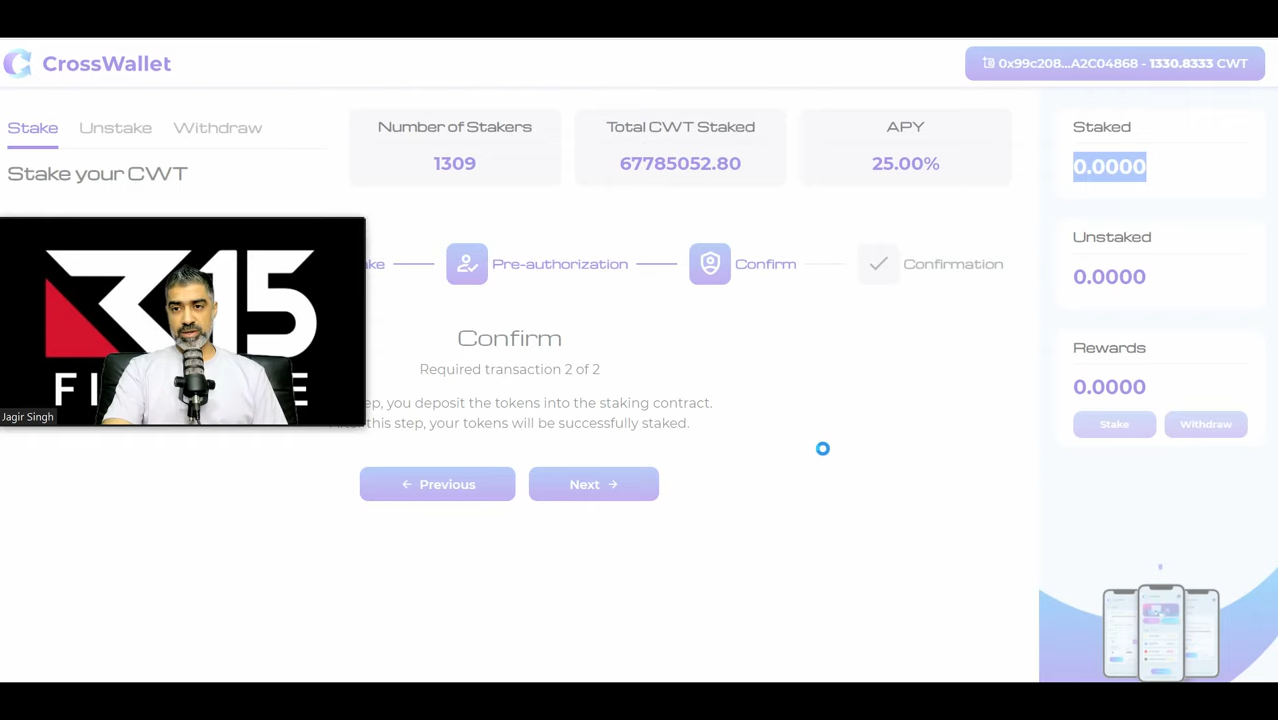 CrossWallet
0x99c208...A2C04868 - 1330.8333 CWT
Stake Unstake Withdraw
Stake your CWT
Number of Stakers
1309
Total CWT Staked
67785052.80
APY
25.00%
Staked
0.0000
Unstaked
0.0000
Rewards
0.0000
Stake Withdraw
Pre-authorization
Confirm
Confirmation
Confirm
Required transaction 2 of 2
you deposit the tokens into the staking contract.
this step, your tokens will be successfully staked.
← Previous
Next →
R15
Jagir Singh